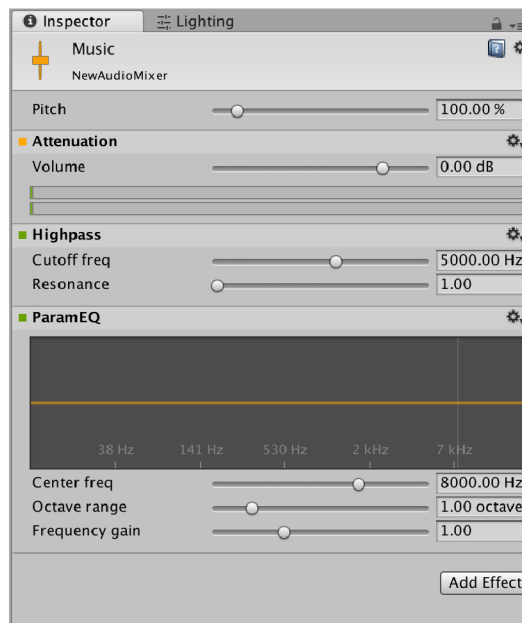 Inspector Lighting
Music
NewAudioMixer
Pitch 100.00 %
Attenuation
Volume 0.00 dB
Highpass
Cutoff freq 5000.00 Hz
Resonance 1.00
ParamEQ
38 Hz 141 Hz 530 Hz 2 kHz 7 kHz
Center freq 8000.00 Hz
Octave range 1.00 octave
Frequency gain 1.00
Add Effect